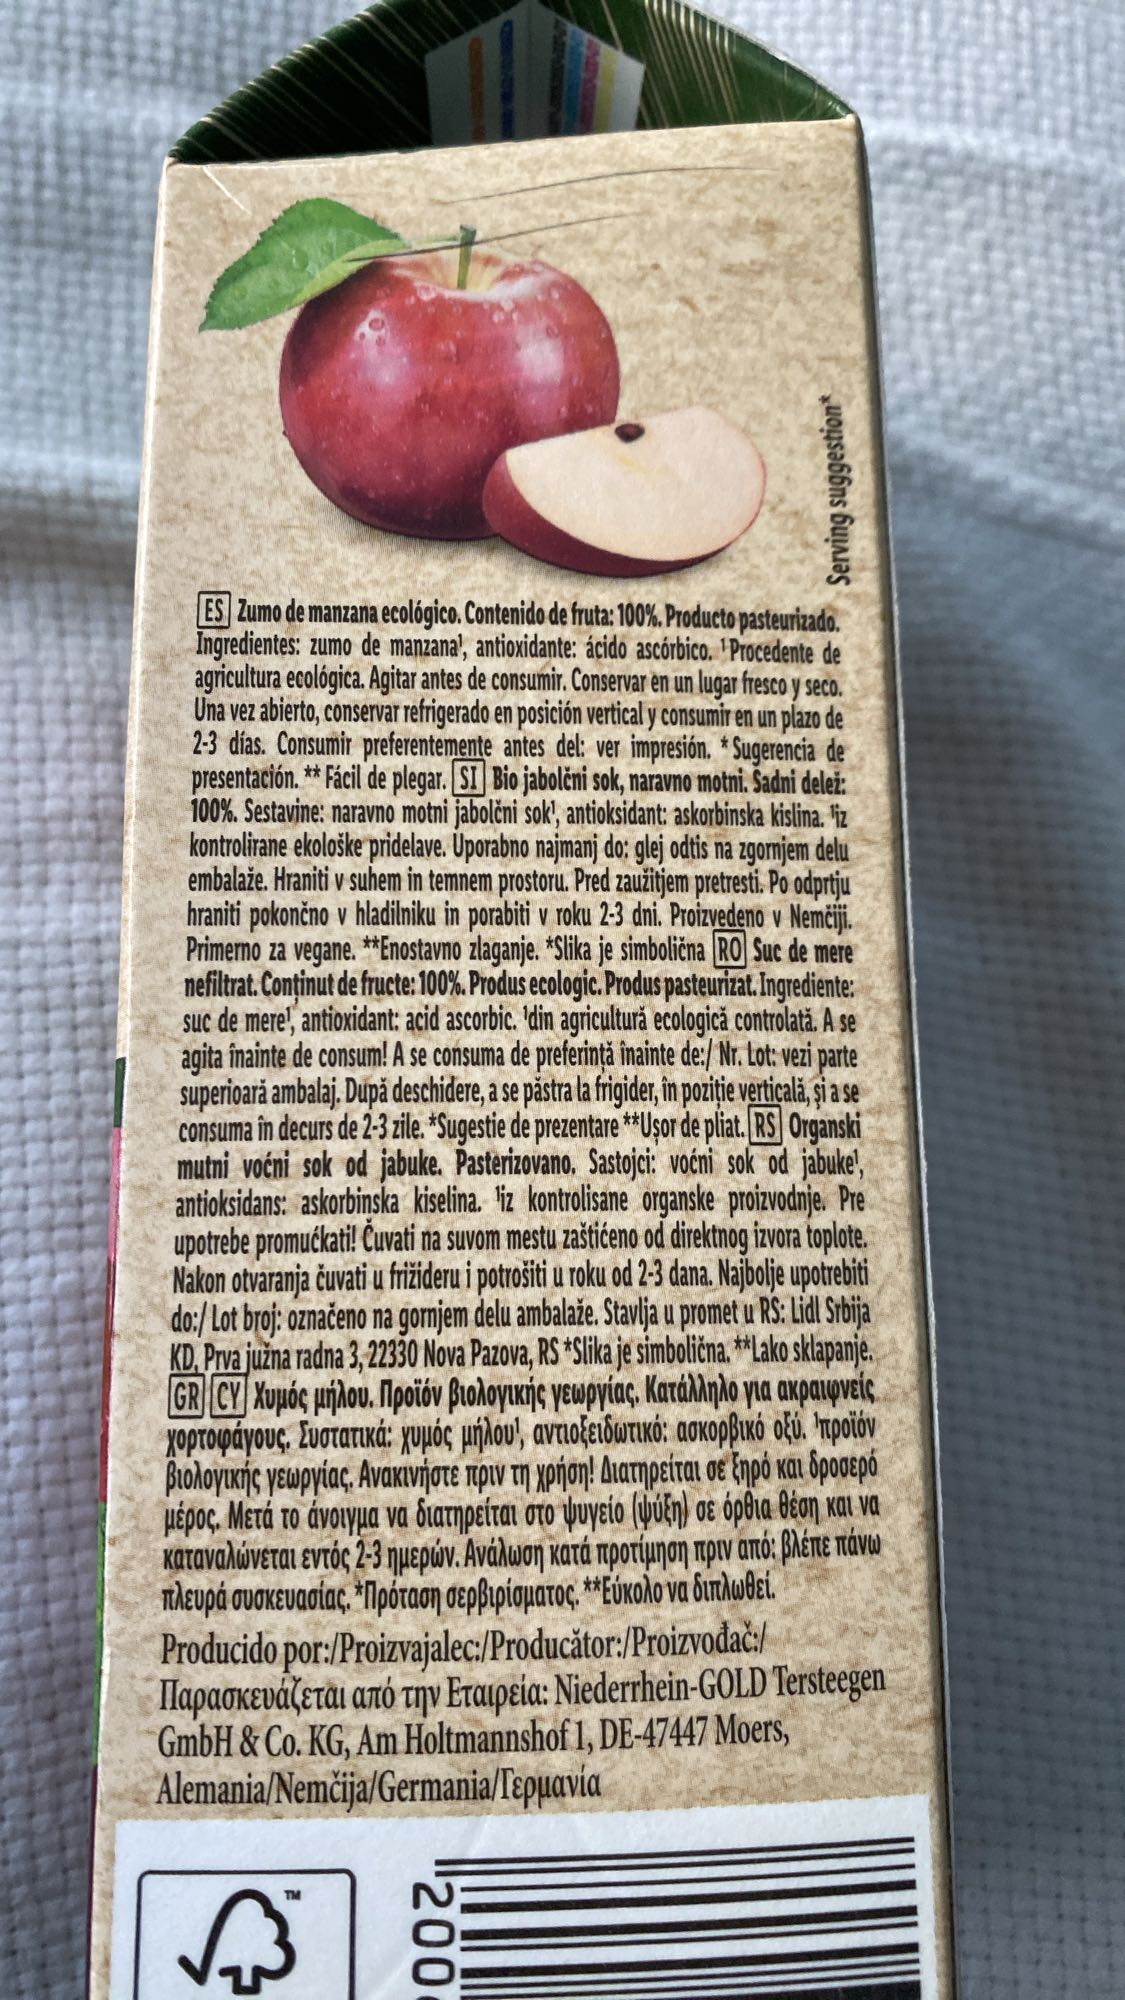 Serving suggestion*
ES Zumo de manzana ecológico. Contenido de fruta: 100%. Producto pasteurizado.
Ingredientes: zumo de manzana¹, antioxidante: ácido ascórbico. ¹Procedente de
agricultura ecológica. Agitar antes de consumir. Conservar en un lugar fresco y seco.
Una vez abierto, conservar refrigerado en posición vertical y consumir en un plazo de
2-3 días. Consumir preferentemente antes del: ver impresión. *Sugerencia de
presentación. **Fácil de plegar. SI Bio jabolčni sok, naravno motni. Sadni delež:
100%. Sestavine: naravno motni jabolčni sok¹, antioksidant: askorbinska kislina. ¹iz
kontrolirane ekološke pridelave. Uporabno najmanj do: glej odtis na zgornjem delu
embalaže. Hraniti v suhem in temnem prostoru. Pred zaužitjem pretresti. Po odprtju
hraniti pokončno v hladilniku in porabiti v roku 2-3 dni. Proizvedeno v Nemčiji.
Primerno za vegane. **Enostavno zlaganje. *Slika je simbolična RO Suc de mere
nefiltrat. Conținut de fructe: 100%. Produs ecologic. Produs pasteurizat. Ingrediente:
suc de mere¹, antioxidant: acid ascorbic. ¹din agricultură ecologică controlată. A se
agita înainte de consum! A se consuma de preferință înainte de:/ Nr. Lot: vezi parte
superioară ambalaj. După deschidere, a se păstra la frigider, în poziție verticală, și a se
consuma în decurs de 2-3 zile. *Sugestie de prezentare **Ușor de pliat. RS Organski
mutni voćni sok od jabuke. Pasterizovano. Sastojci: voćni sok od jabuke¹,
antioksidans: askorbinska kiselina. ¹iz kontrolisane organske proizvodnje. Pre
upotrebe promućkati! Čuvati na suvom mestu zaštićeno od direktnog izvora toplote.
Nakon otvaranja čuvati u frižideru i potrošiti u roku od 2-3 dana. Najbolje upotrebiti
do:/ Lot broj: označeno na gornjem delu ambalaže. Stavlja u promet u RS: Lidl Srbija
KD, Prva južna radna 3, 22330 Nova Pazova, RS *Slika je simbolična. **Lako sklapanje.
GR CY Χυμός μήλου. Προϊόν βιολογικής γεωργίας. Κατάλληλο για ακραιφνείς
χορτοφάγους. Συστατικά: χυμός μήλου¹, αντιοξειδωτικό: ασκορβικό οξύ. ¹προϊόν
βιολογικής γεωργίας. Ανακινήστε πριν τη χρήση! Διατηρείται σε ξηρό και δροσερό
μέρος. Μετά το άνοιγμα να διατηρείται στο ψυγείο (ψύξη) σε όρθια θέση και να
καταναλώνεται εντός 2-3 ημερών. Ανάλωση κατά προτίμηση πριν από: βλέπε πάνω
πλευρά συσκευασίας. *Πρόταση σερβιρίσματος. **Εύκολο να διπλωθεί.
Producido por:/Proizvajalec:/Producător:/Proizvođač:/
Παρασκευάζεται από την Εταιρεία: Niederrhein-GOLD Tersteegen
GmbH & Co. KG, Am Holtmannshof 1, DE-47447 Moers,
Alemania/Nemčija/Germania/Γερμανία
TM
200